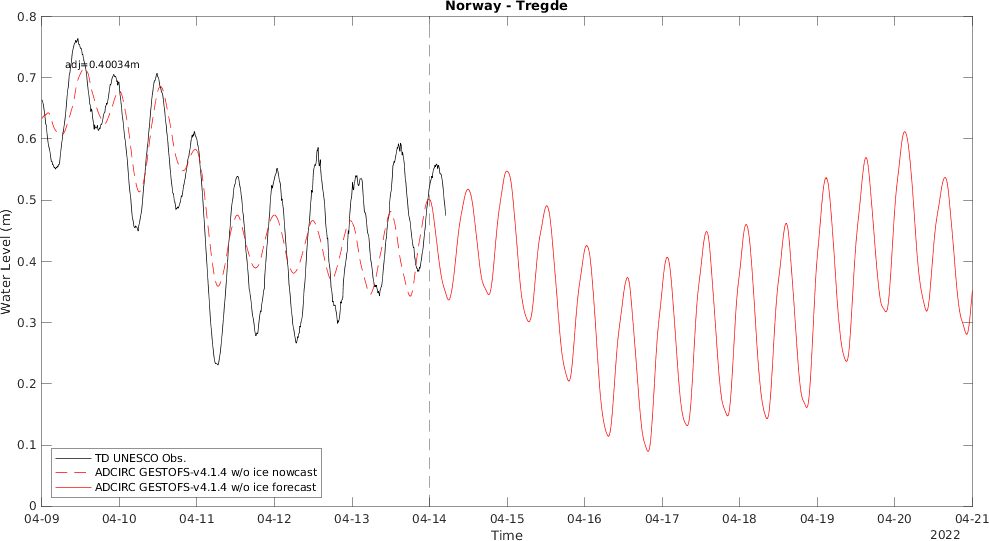 Norway - Tregde
0.8
0.7
0.6
0.5
0.4
0.3
0.2
0.1
0
Water Level (m)
adj=0.40034m
TD UNESCO Obs.
ADCIRC GESTOFS-v4.1.4 w/o ice nowcast
ADCIRC GESTOFS-v4.1.4 w/o ice forecast
04-09 04-10 04-11 04-12 04-13 04-14 04-15 04-16 04-17 04-18 04-19 04-20 04-21
Time
2022